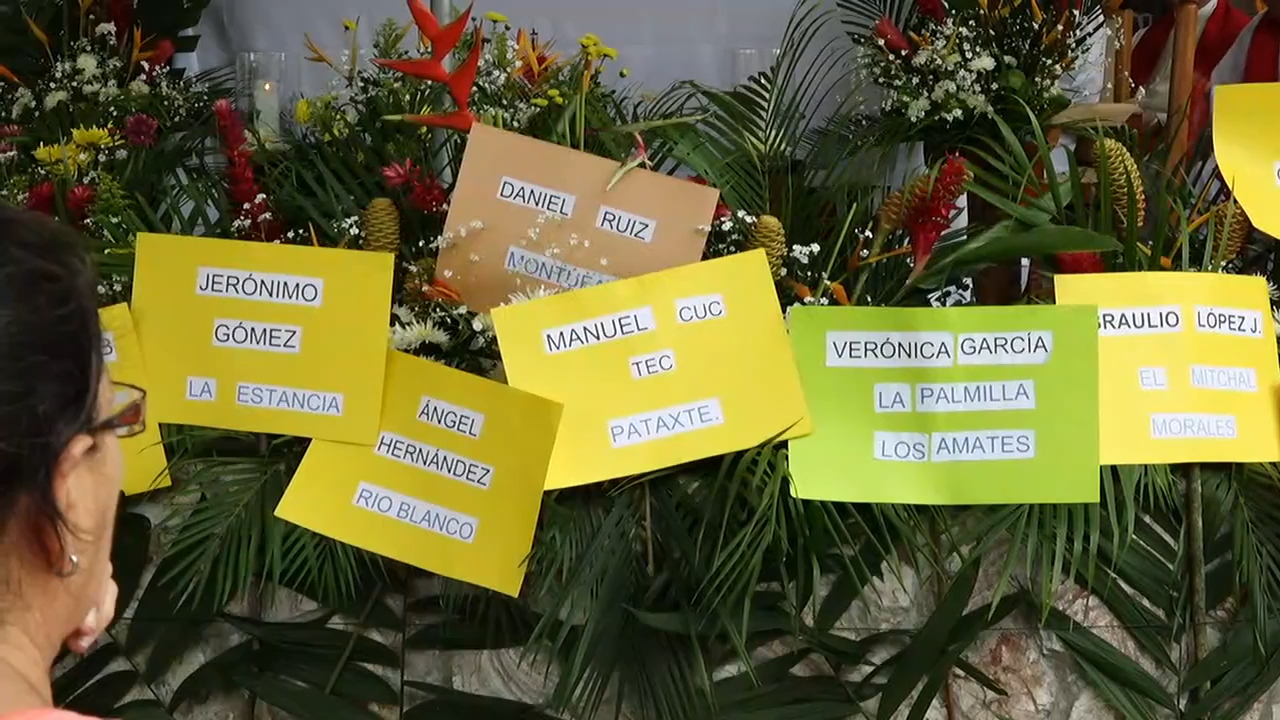 DANIEL RUIZ
JERÓNIMO
GÓMEZ
LA ESTANCIA
ÁNGEL
HERNÁNDEZ
RIO BLANCO
MANUEL CUC
TEC
PATAXTE.
VERÓNICA GARCÍA
LA PALMILLA
LOS AMATES
BRAULIO LÓPEZ J.
EL MITCHAL
MORALES